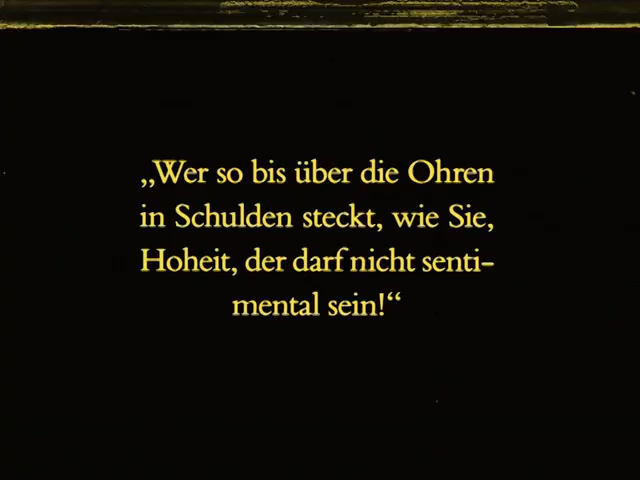 „Wer so bis über die Ohren
in Schulden steckt, wie Sie,
Hoheit, der darf nicht senti-
mental sein!“